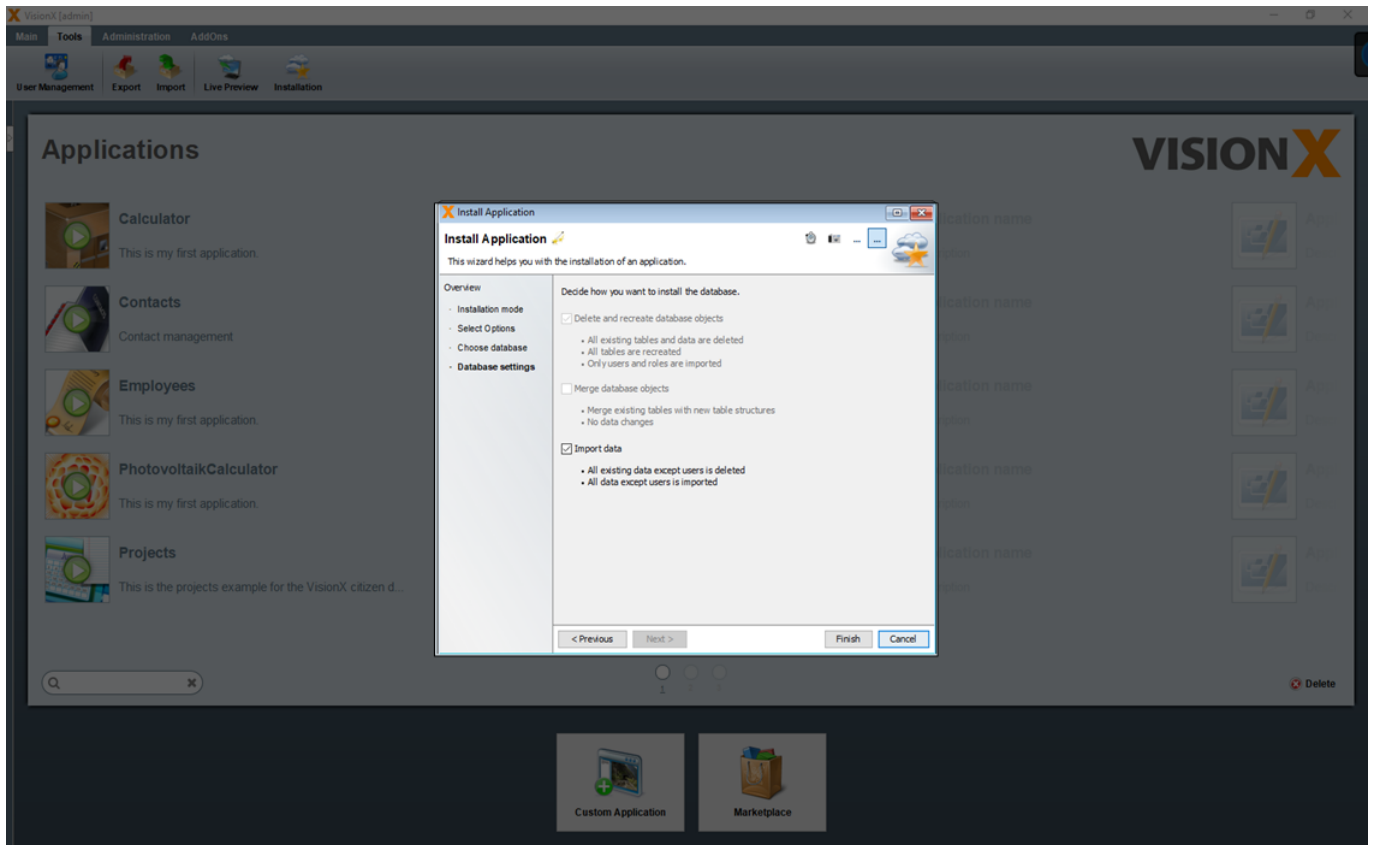 VisionX [admin]
Main Tools Administration AddOns
User Management Export Import Live Preview Installation
Applications
VISIONX
Calculator
This is my first application.
Contacts
Contact management
Employees
This is my first application.
PhotovoltaikCalculator
This is my first application.
Projects
This is the projects example for the VisionX citizen d...
Install Application
Install Application
This wizard helps you with the installation of an application.
Overview
· Installation mode
· Select Options
· Choose database
· Database settings
Decide how you want to install the database.
Delete and recreate database objects
• All existing tables and data are deleted
• All tables are recreated
• Only users and roles are imported
Merge database objects
• Merge existing tables with new table structures
• No data changes
Import data
• All existing data except users is deleted
• All data except users is imported
< Previous Next > Finish Cancel
name
name
name
name
name
1
Delete
Custom Application Marketplace